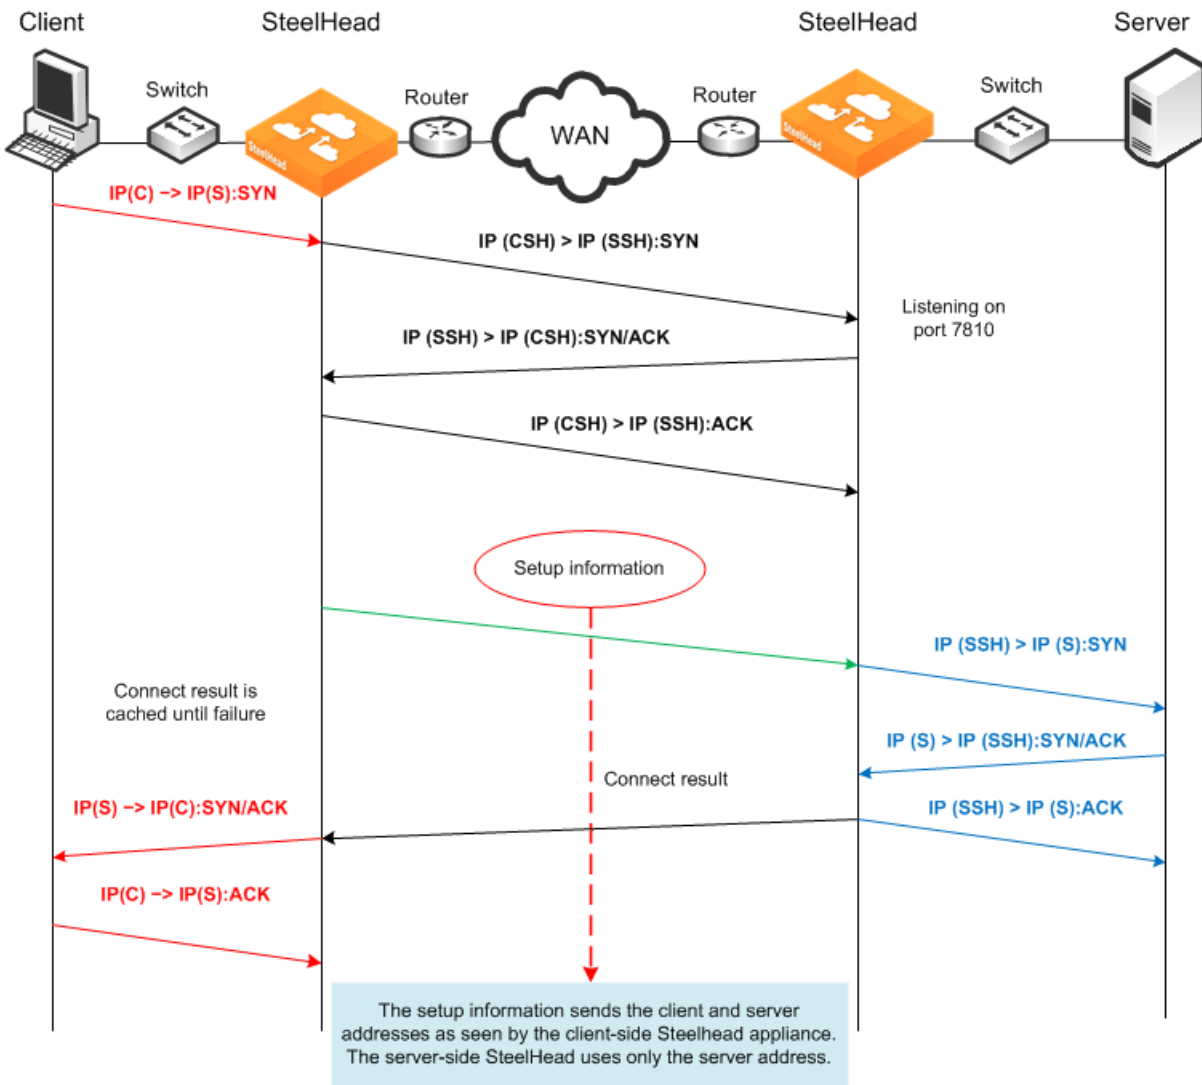 Client
SteelHead
SteelHead
Server
Switch
Router
WAN
Router
Switch
SteelHead
SteelHead
IP(C) −> IP(S):SYN
IP (CSH) > IP (SSH):SYN
Listening on
port 7810
IP (SSH) > IP (CSH):SYN/ACK
IP (CSH) > IP (SSH):ACK
Setup information
IP (SSH) > IP (S):SYN
Connect result is
cached until failure
IP (S) > IP (SSH):SYN/ACK
Connect result
IP(S) −> IP(C):SYN/ACK
IP (SSH) > IP (S):ACK
IP(C) −> IP(S):ACK
The setup information sends the client and server
addresses as seen by the client-side Steelhead appliance.
The server-side SteelHead uses only the server address.